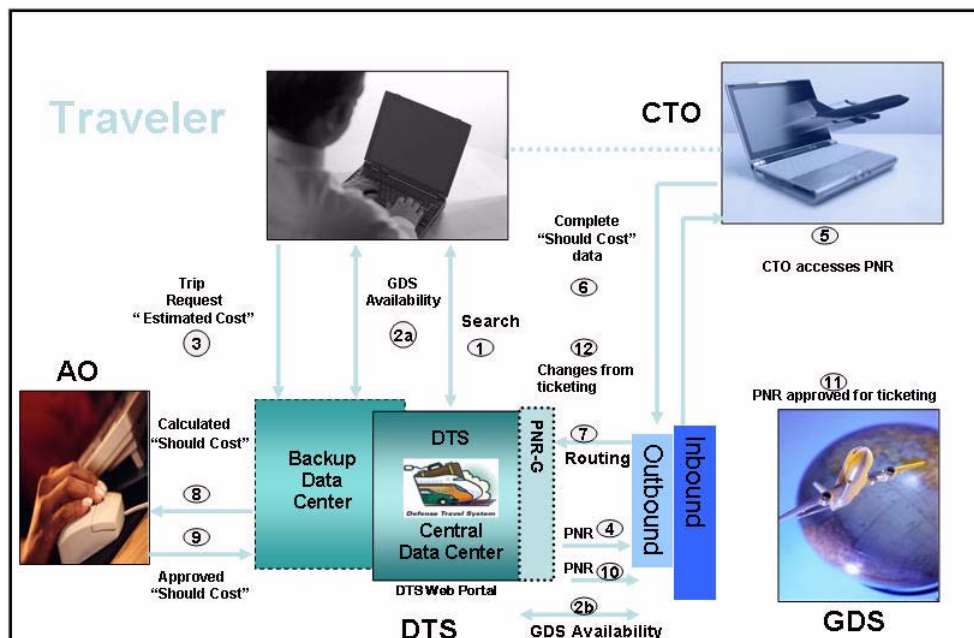 Traveler
CTO
5
CTO accesses PNR
Complete
“Should Cost”
data
6
Trip
Request
“ Estimated Cost”
3
GDS
Availability
2a
Search
1
12
Changes from
ticketing
11
PNR approved for ticketing
AO
Calculated
“Should Cost”
8
9
Approved
“Should Cost”
Backup
Data
Center
DTS
Defense Travel System
Central
Data Center
DTS Web Portal
DTS
PNR-G
7
Routing
Outbound
Inbound
PNR 4
PNR 10
2b
GDS Availability
GDS